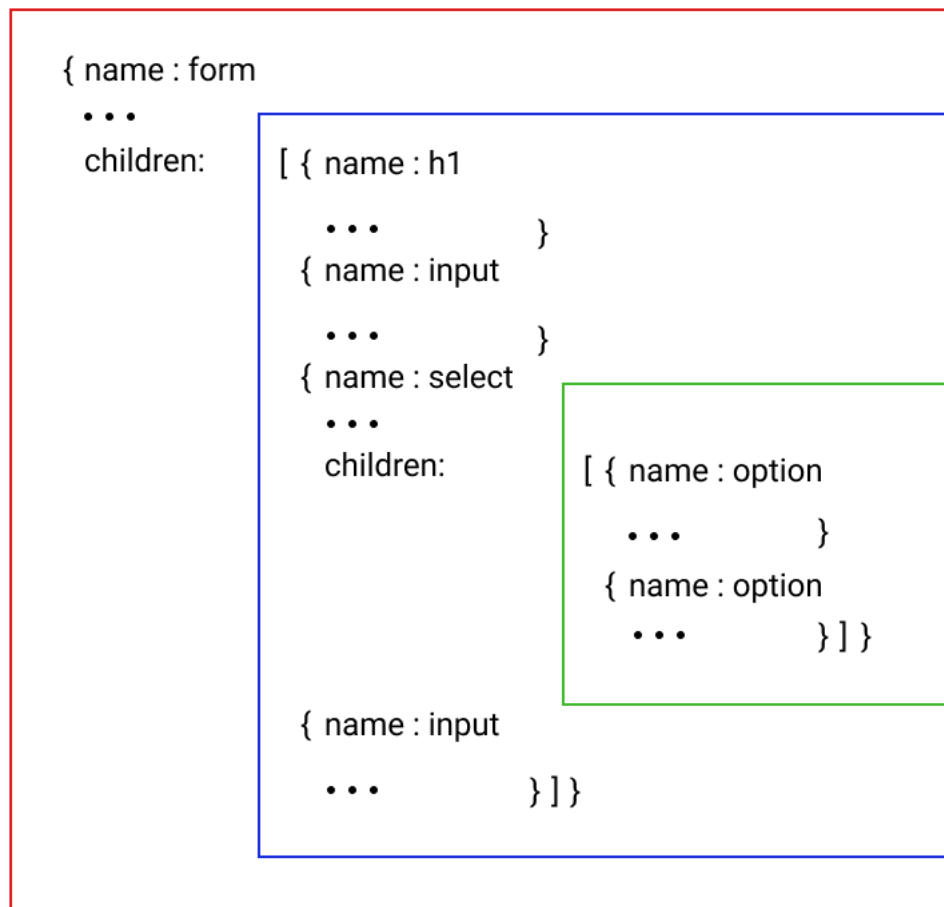 { name : form
• • •
children:
[ { name : h1
• • • }
{ name : input
• • • }
{ name : select
• • •
children:
[ { name : option
• • • }
{ name : option
• • • } ] }
{ name : input
• • • } ] }